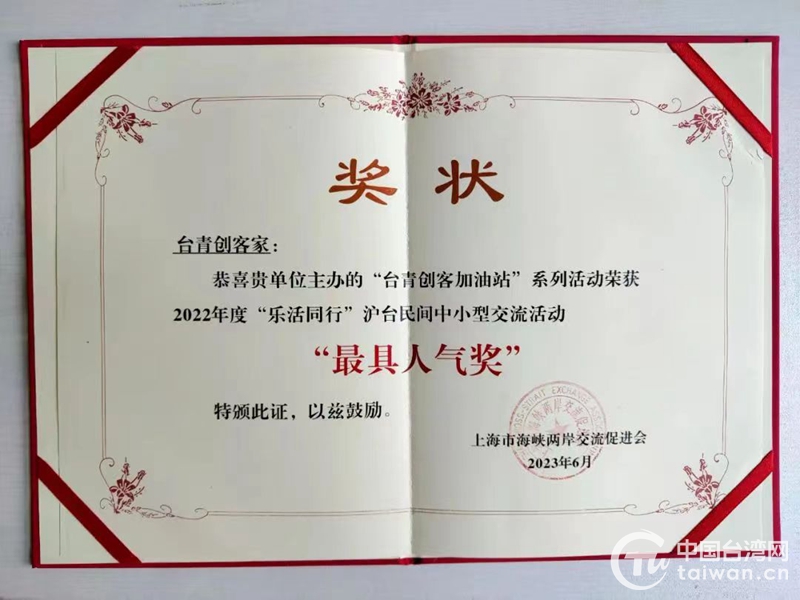 奖状
台青创客家：
恭喜贵单位主办的“台青创客加油站”系列活动荣获
2022年度“乐活同行”沪台民间中小型交流活动
“最具人气奖”
特颁此证，以兹鼓励。
上海市海峡两岸交流促进会
2023年6月
中国台湾网
taiwan.cn